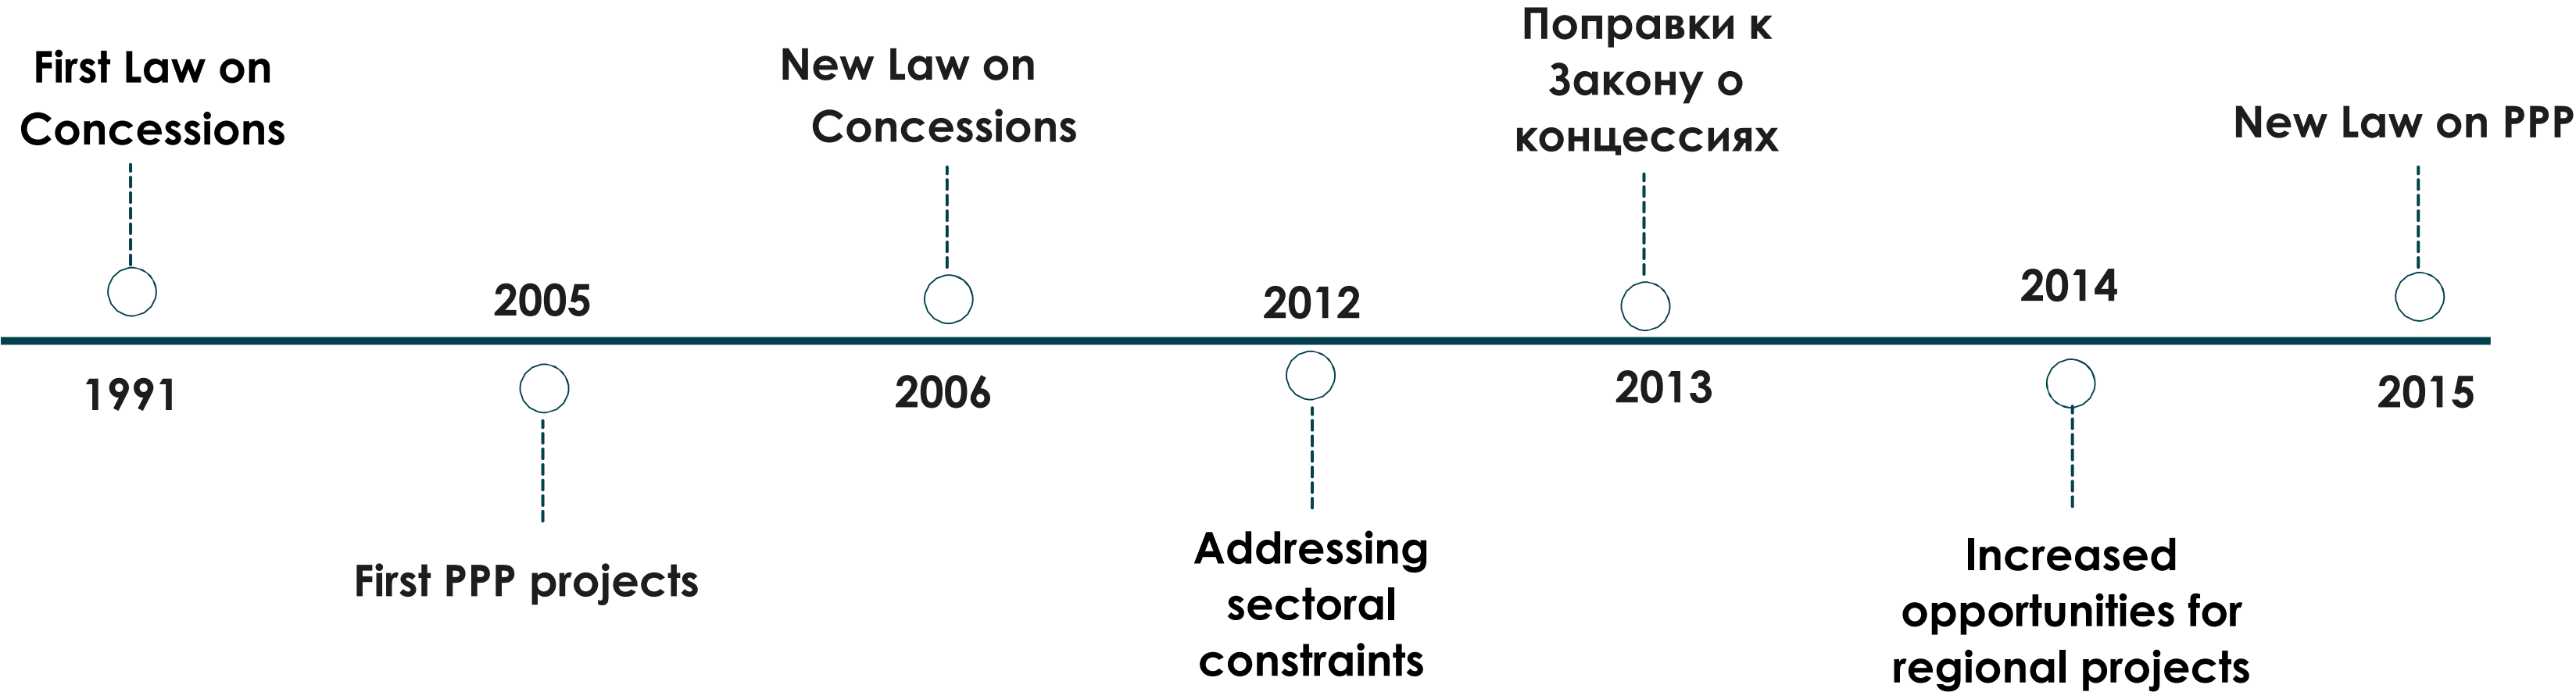 First Law on
Concessions
1991
2005
First PPP projects
New Law on
Concessions
2006
2012
Addressing
sectoral
constraints
Поправки к
Закону о
концессиях
2013
2014
Increased
opportunities for
regional projects
New Law on PPP
2015